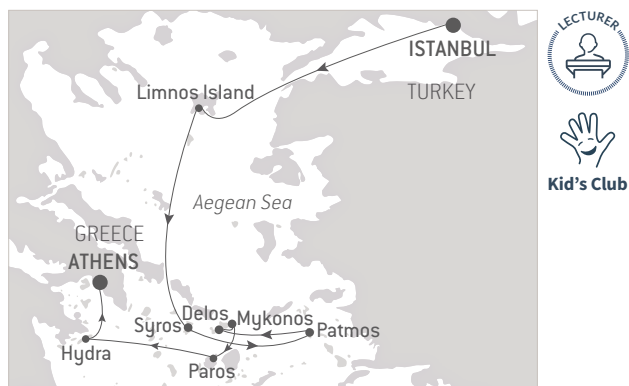 ISTANBUL
TURKEY
Limnos Island
Aegean Sea
GREECE
ATHENS
Delos
Mykonos
Syros
Patmos
Hydra
Paros
LECTURER
Kid's Club